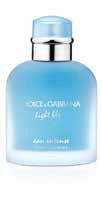 DOLCE & GABBANA
light blue
eau intense